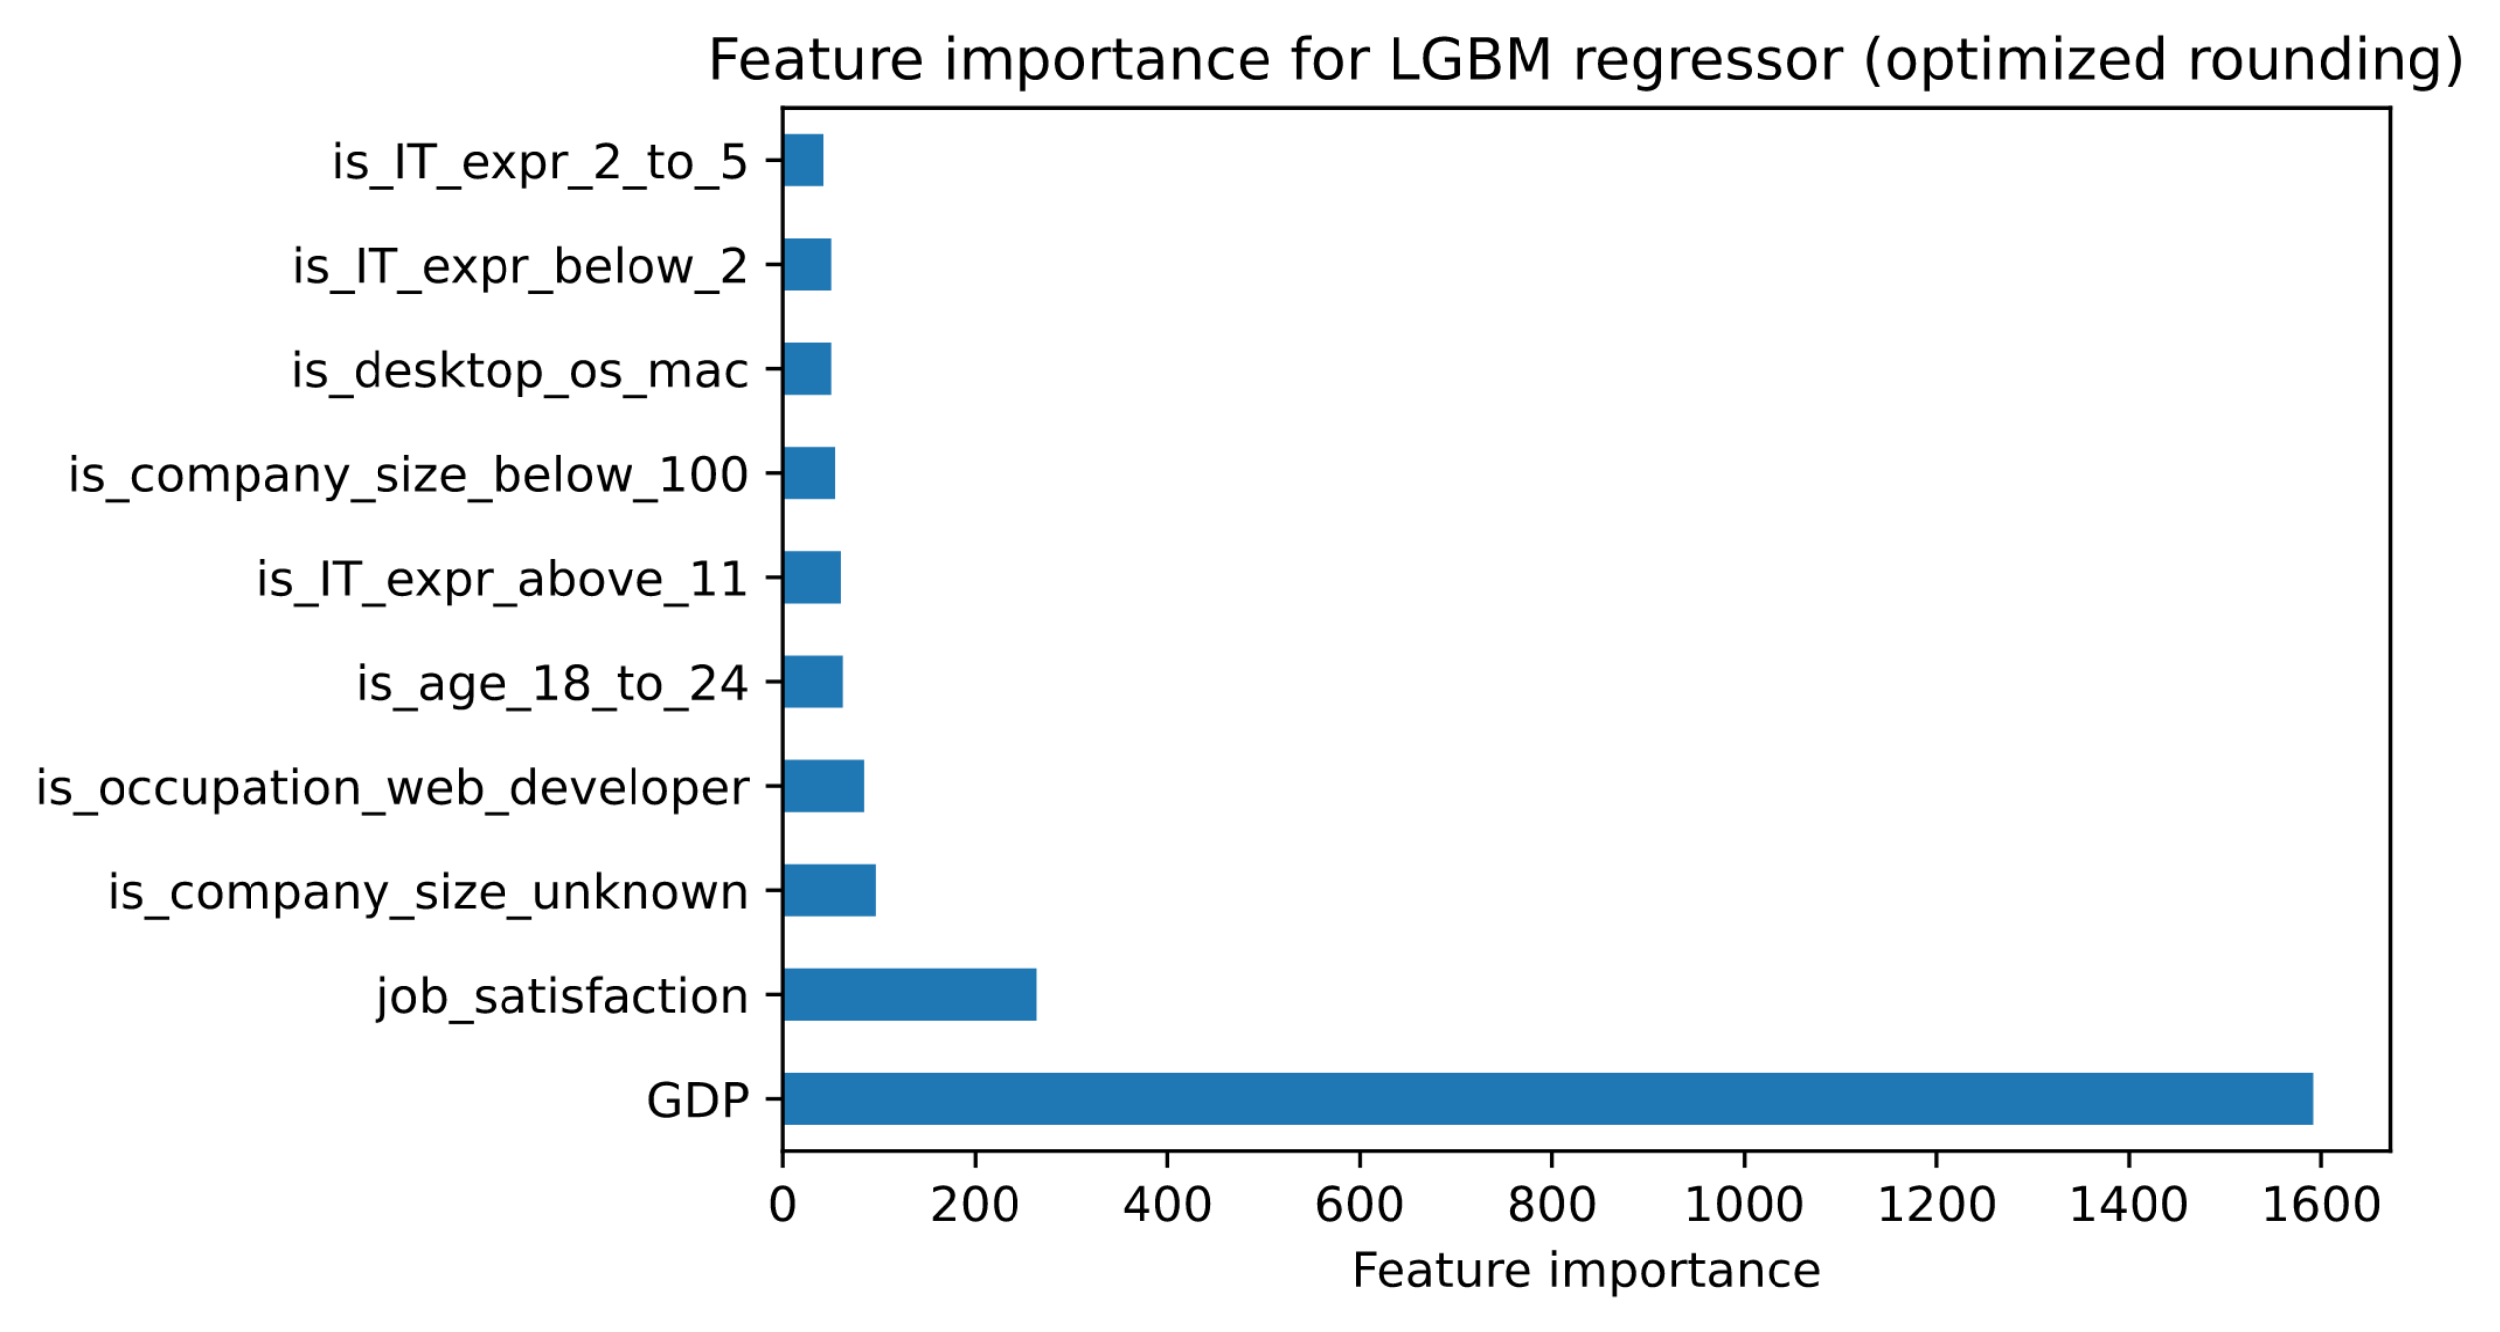 Feature importance for LGBM regressor (optimized rounding)
is_IT_expr_2_to_5
is_IT_expr_below_2
is_desktop_os_mac
is_company_size_below_100
is_IT_expr_above_11
is_age_18_to_24
is_occupation_web_developer
is_company_size_unknown
job_satisfaction
GDP
0 200 400 600 800 1000 1200 1400 1600
Feature importance